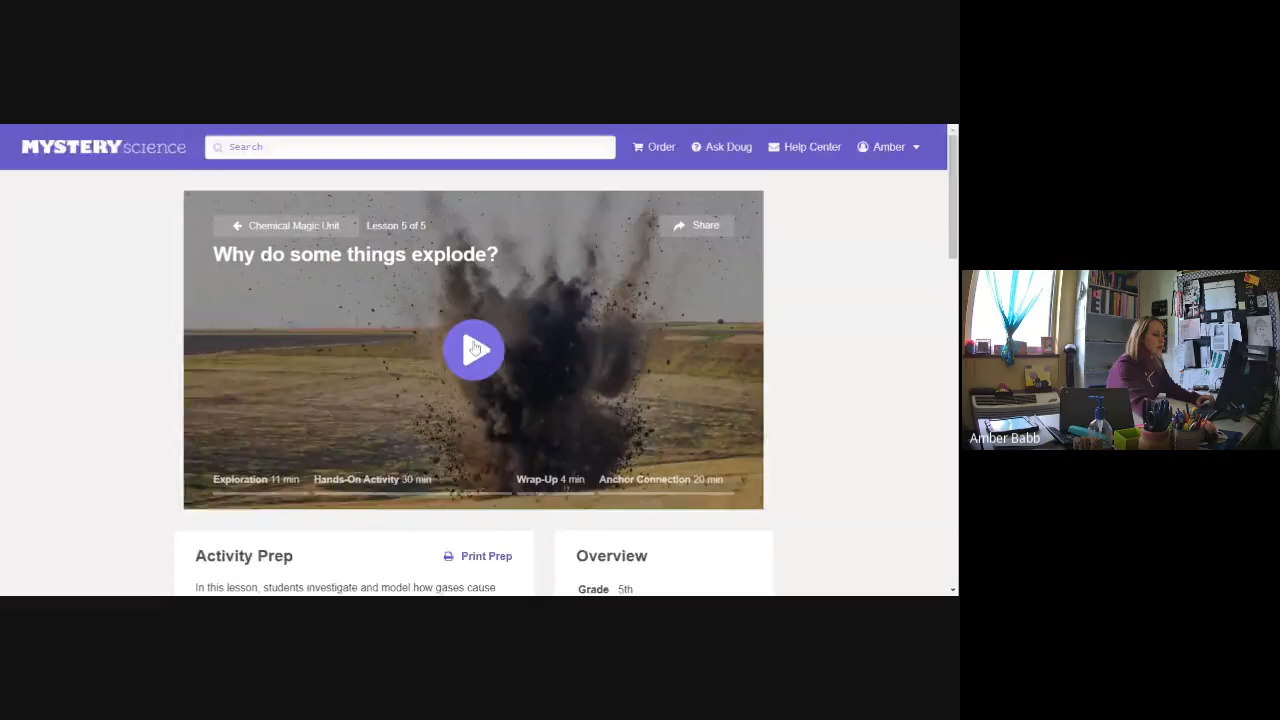 MYSTERY science
Search
Order
Ask Doug
Help Center
Amber
Chemical Magic Unit
Lesson 5 of 5
Share
Why do some things explode?
Exploration 11 min
Hands-On Activity 30 min
Wrap-Up 4 min
Anchor Connection 20 min
Activity Prep
Print Prep
Overview
In this lesson, students investigate and model how gases cause
Grade 5th
Amber Babb